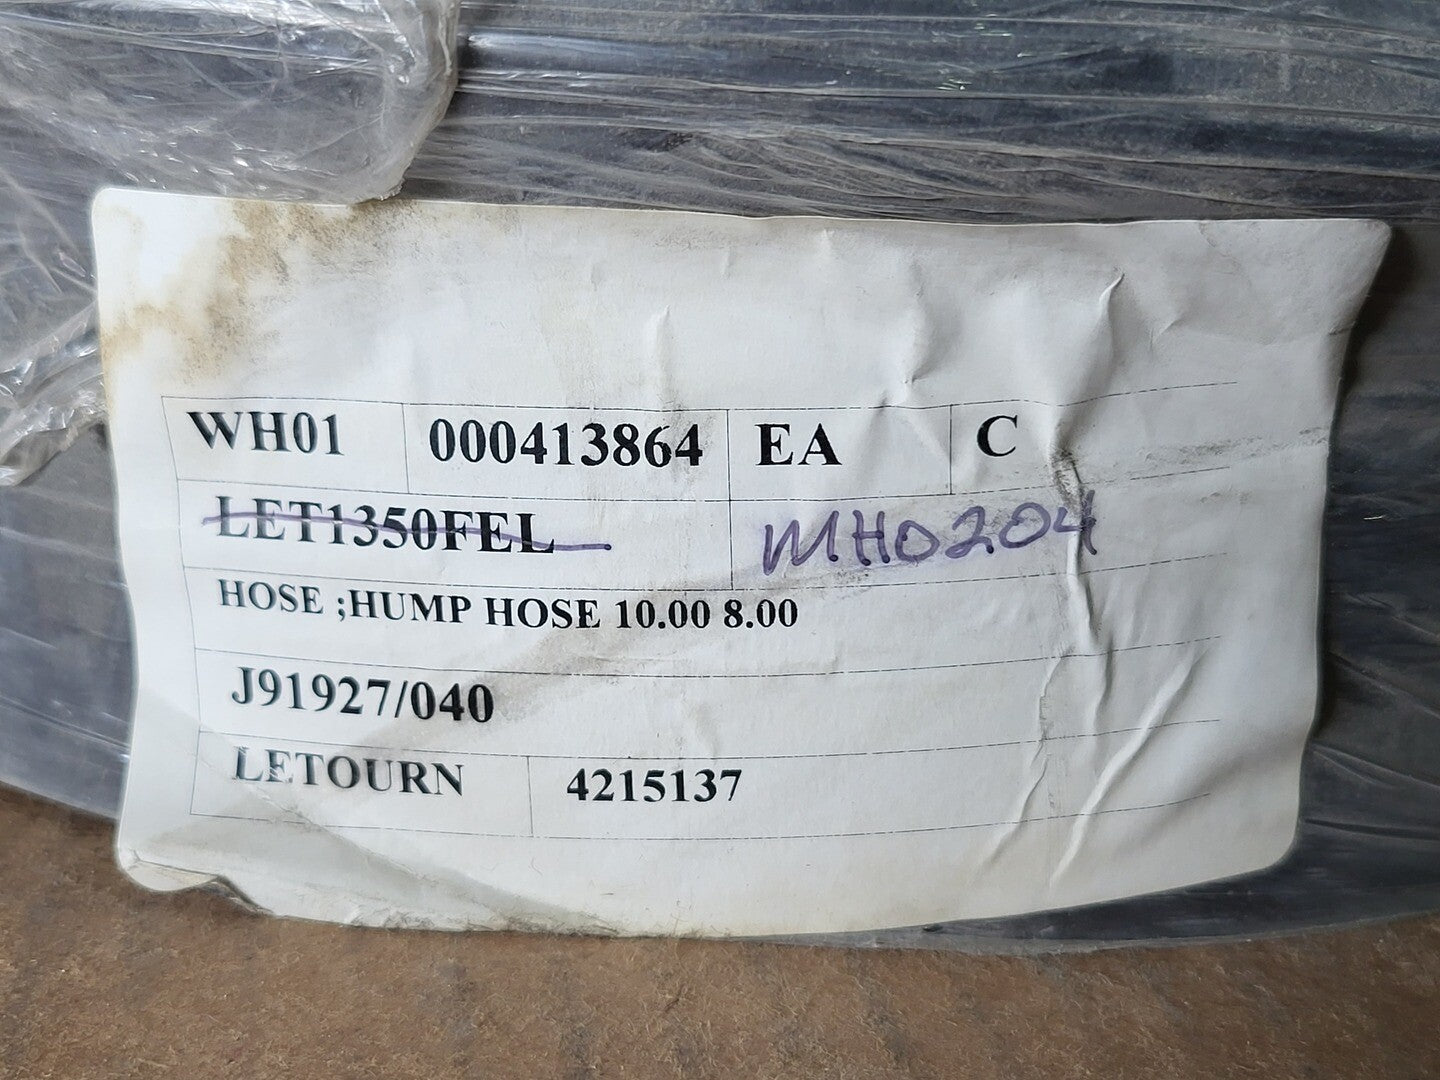 WH01 000413864 EA C
LET1350FEL MH0204
HOSE ;HUMP HOSE 10.00 8.00
J91927/040
LETOURN 4215137